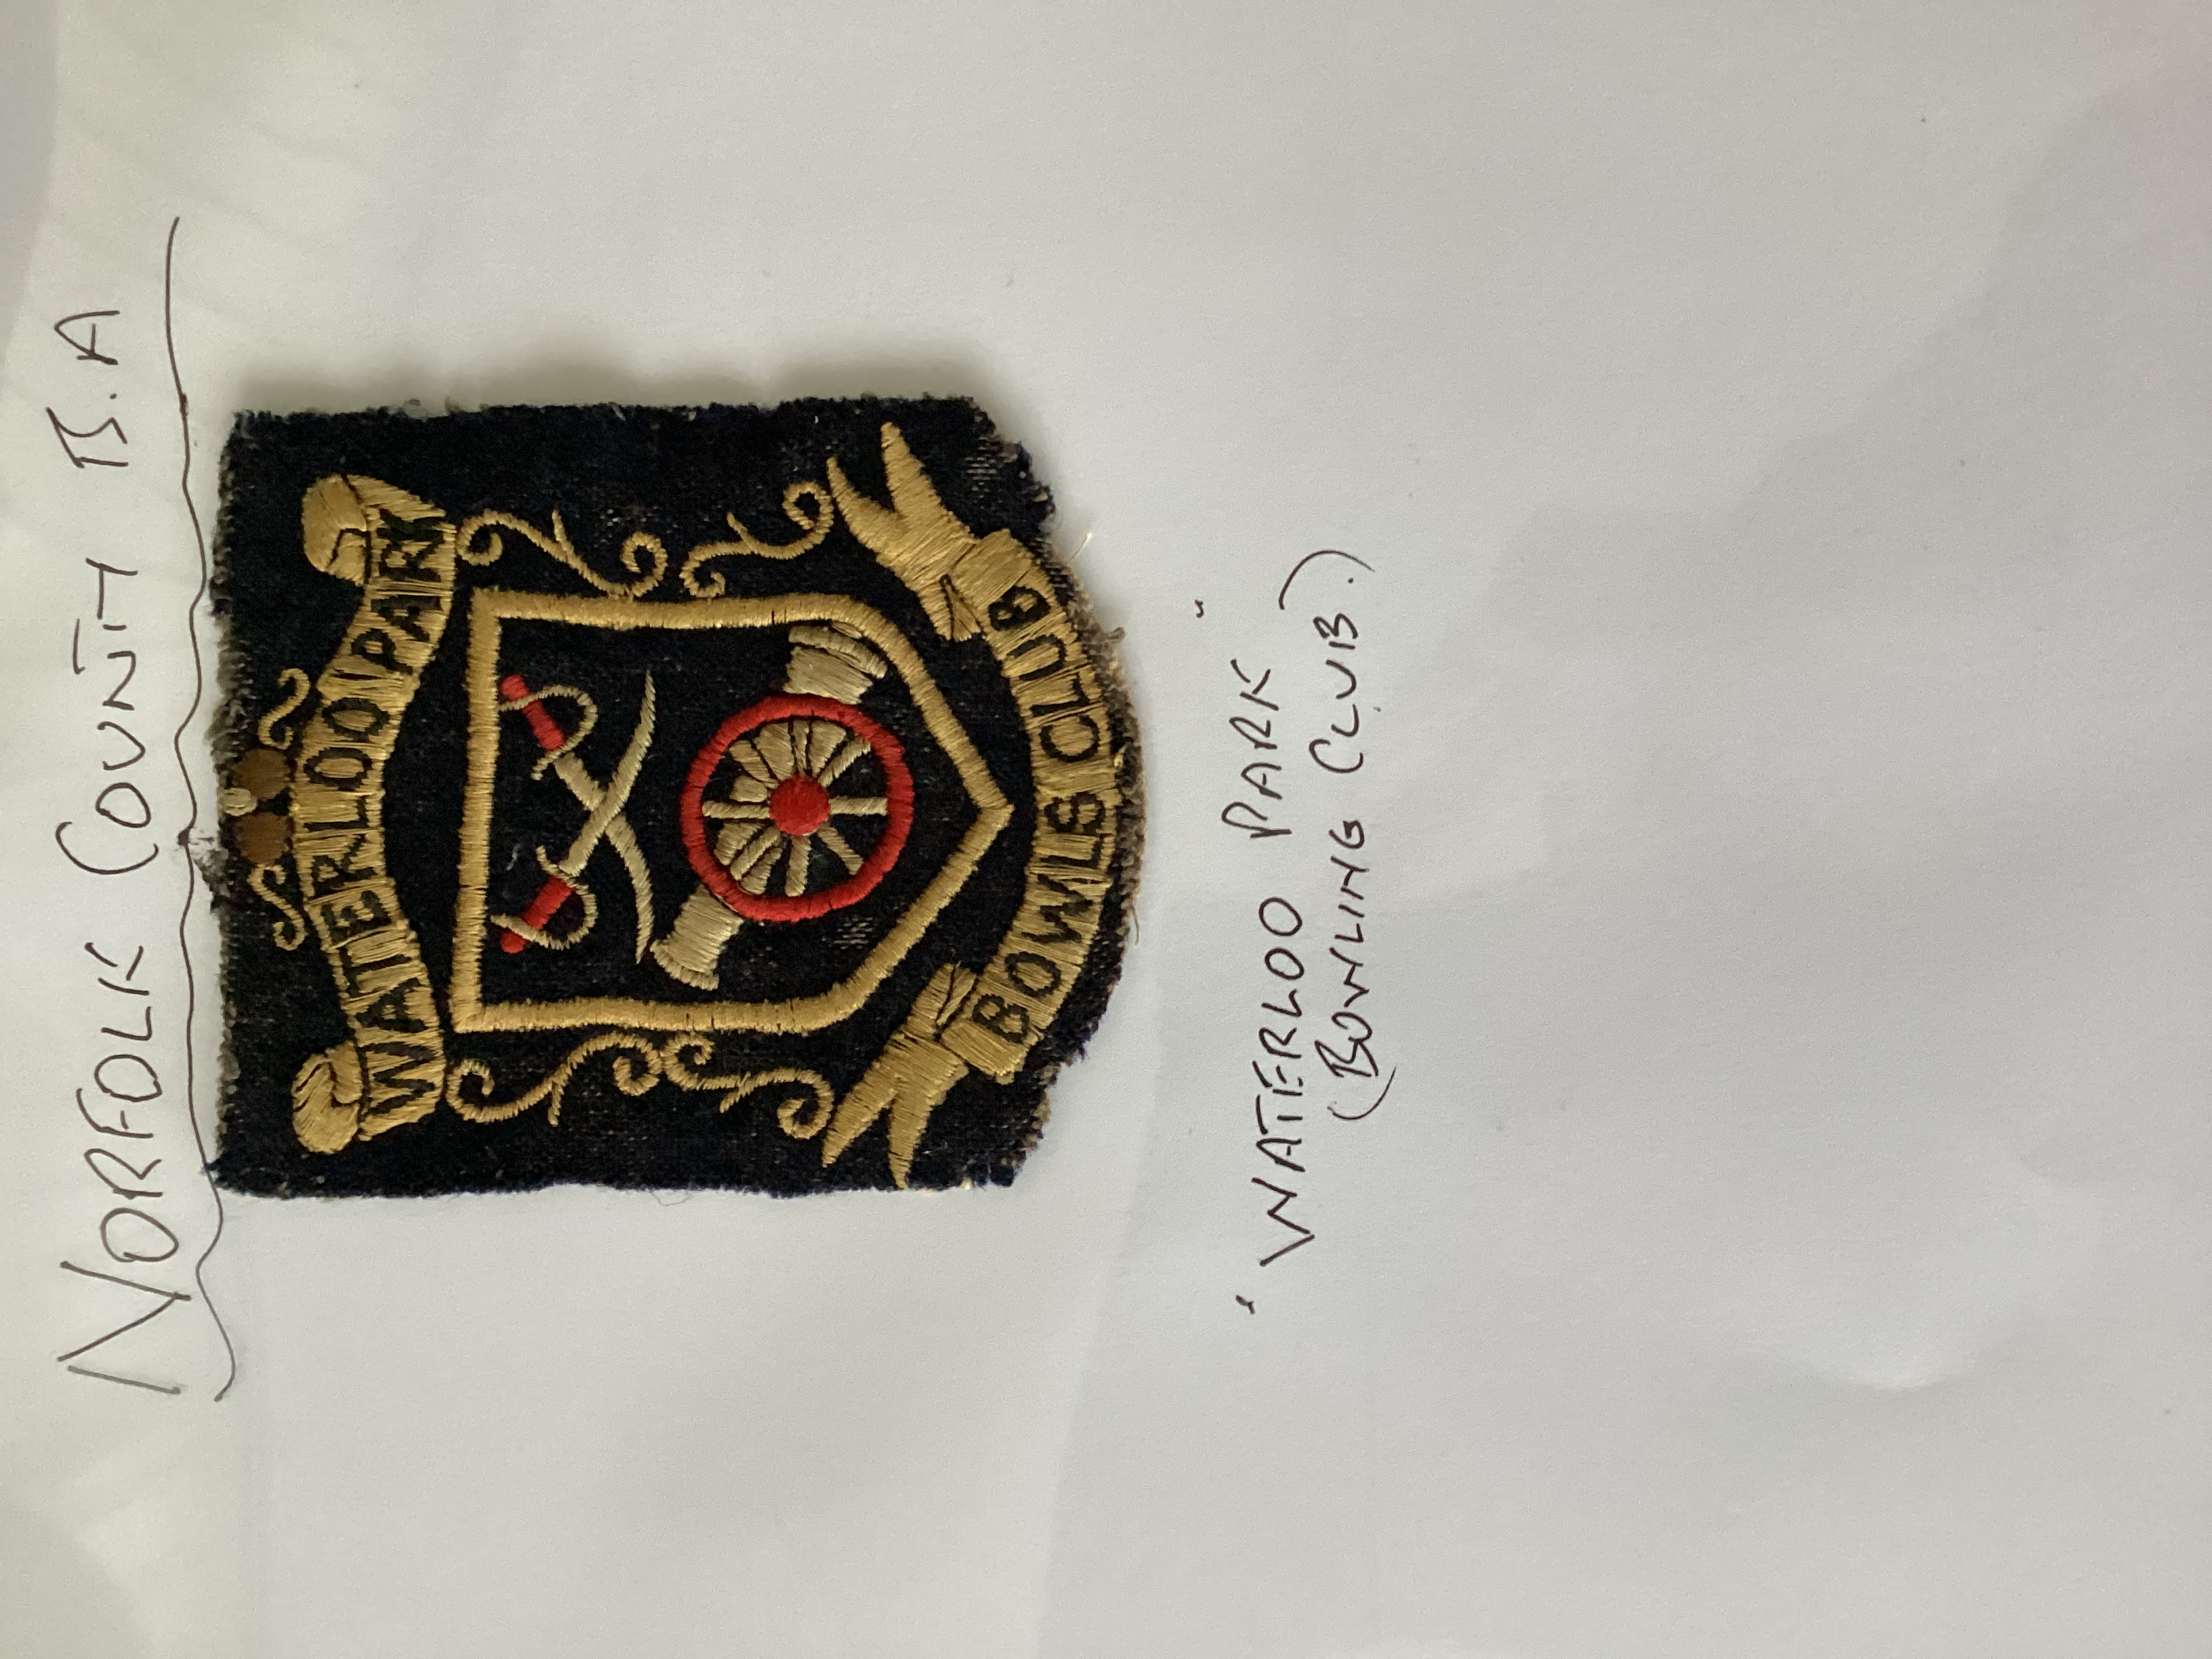 NORFOLK COUNTY B.A
WATERLOO PARK
BOWLS CLUB
"WATERLOO PARK"
(BOWLING CLUB.)